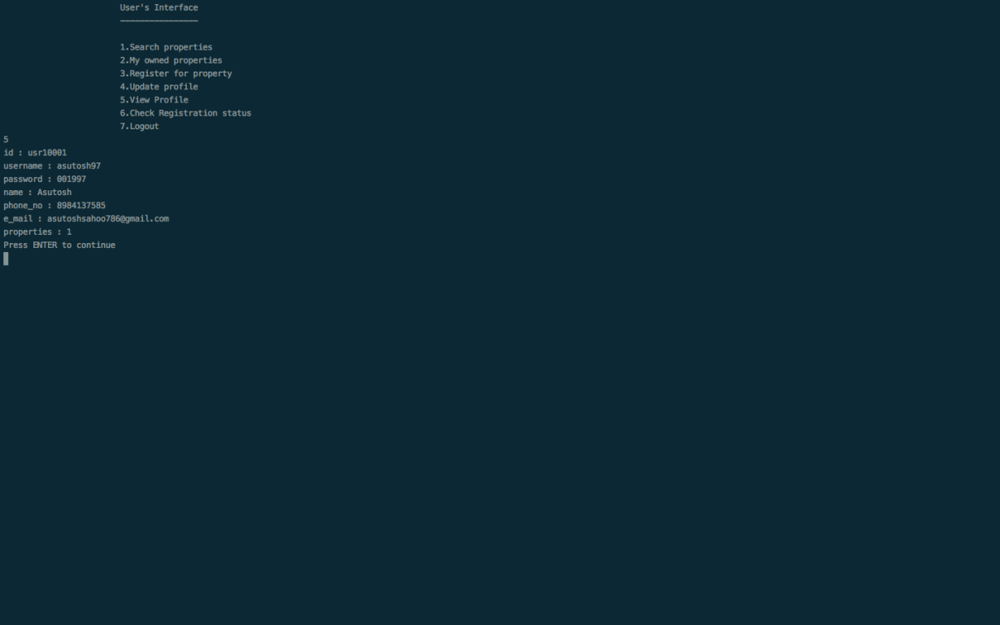 User's Interface
________________
1.Search properties
2.My owned properties
3.Register for property
4.Update profile
5.View Profile
6.Check Registration status
7.Logout
5
id : usr10001
username : asutosh97
password : 001997
name : Asutosh
phone_no : 8984137585
e_mail : asutoshsahoo786@gmail.com
properties : 1
Press ENTER to continue